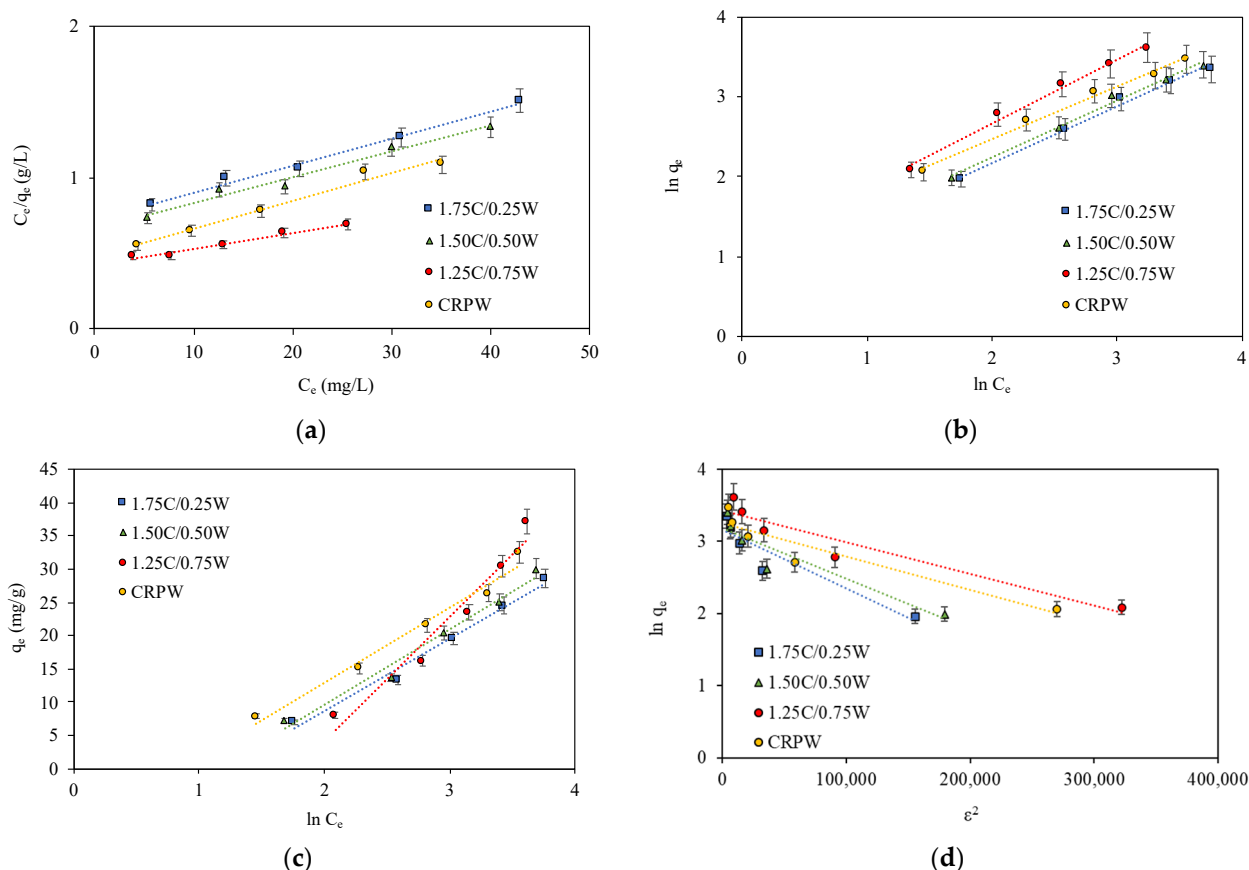 2
1
0
0
10
20
30
40
50
Cₑ/qₑ (g/L)
Cₑ (mg/L)
1.75C/0.25W
1.50C/0.50W
1.25C/0.75W
CRPW
(a)
4
3
2
1
0
0
1
2
3
4
ln qₑ
ln Cₑ
1.75C/0.25W
1.50C/0.50W
1.25C/0.75W
CRPW
(b)
45
40
35
30
25
20
15
10
5
0
0
1
2
3
4
qₑ (mg/g)
ln Cₑ
1.75C/0.25W
1.50C/0.50W
1.25C/0.75W
CRPW
(c)
4
3
2
1
0
0
100,000
200,000
300,000
400,000
ln qₑ
ε²
1.75C/0.25W
1.50C/0.50W
1.25C/0.75W
CRPW
(d)